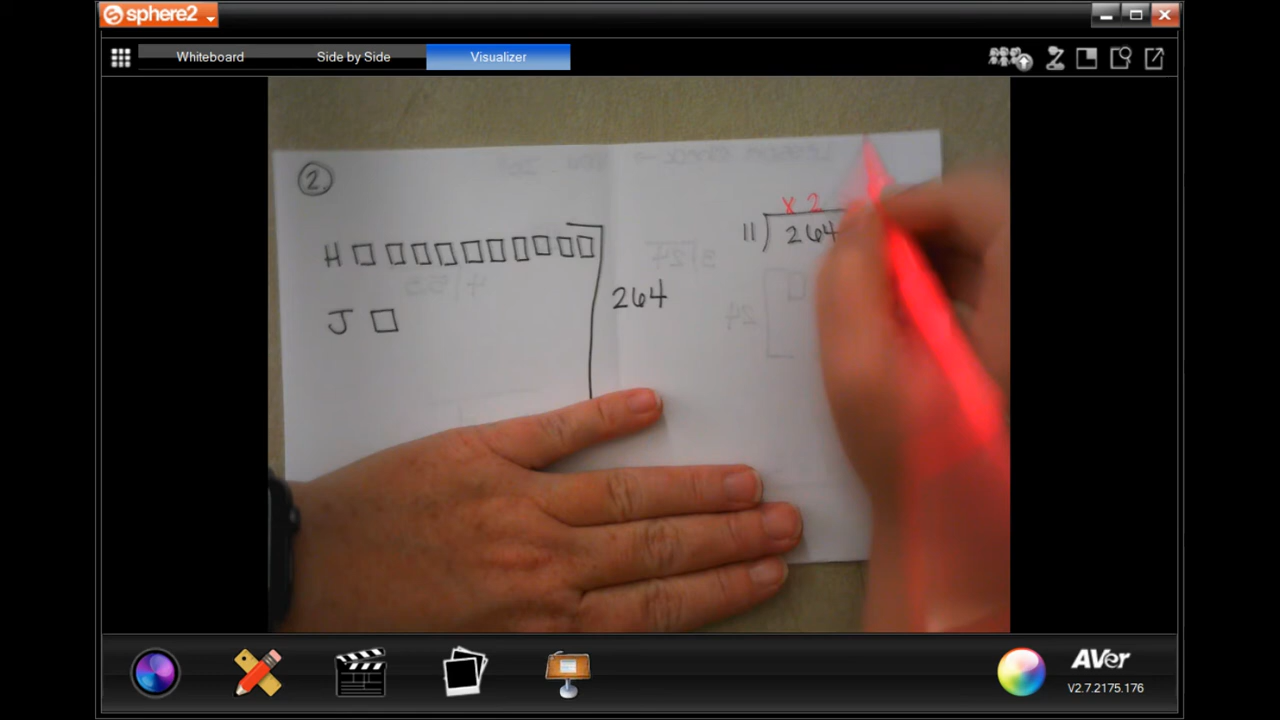 sphere2
Whiteboard
Side by Side
Visualizer
2.
H
J
264
x 2
11) 264
AVer
V2.7.2175.176